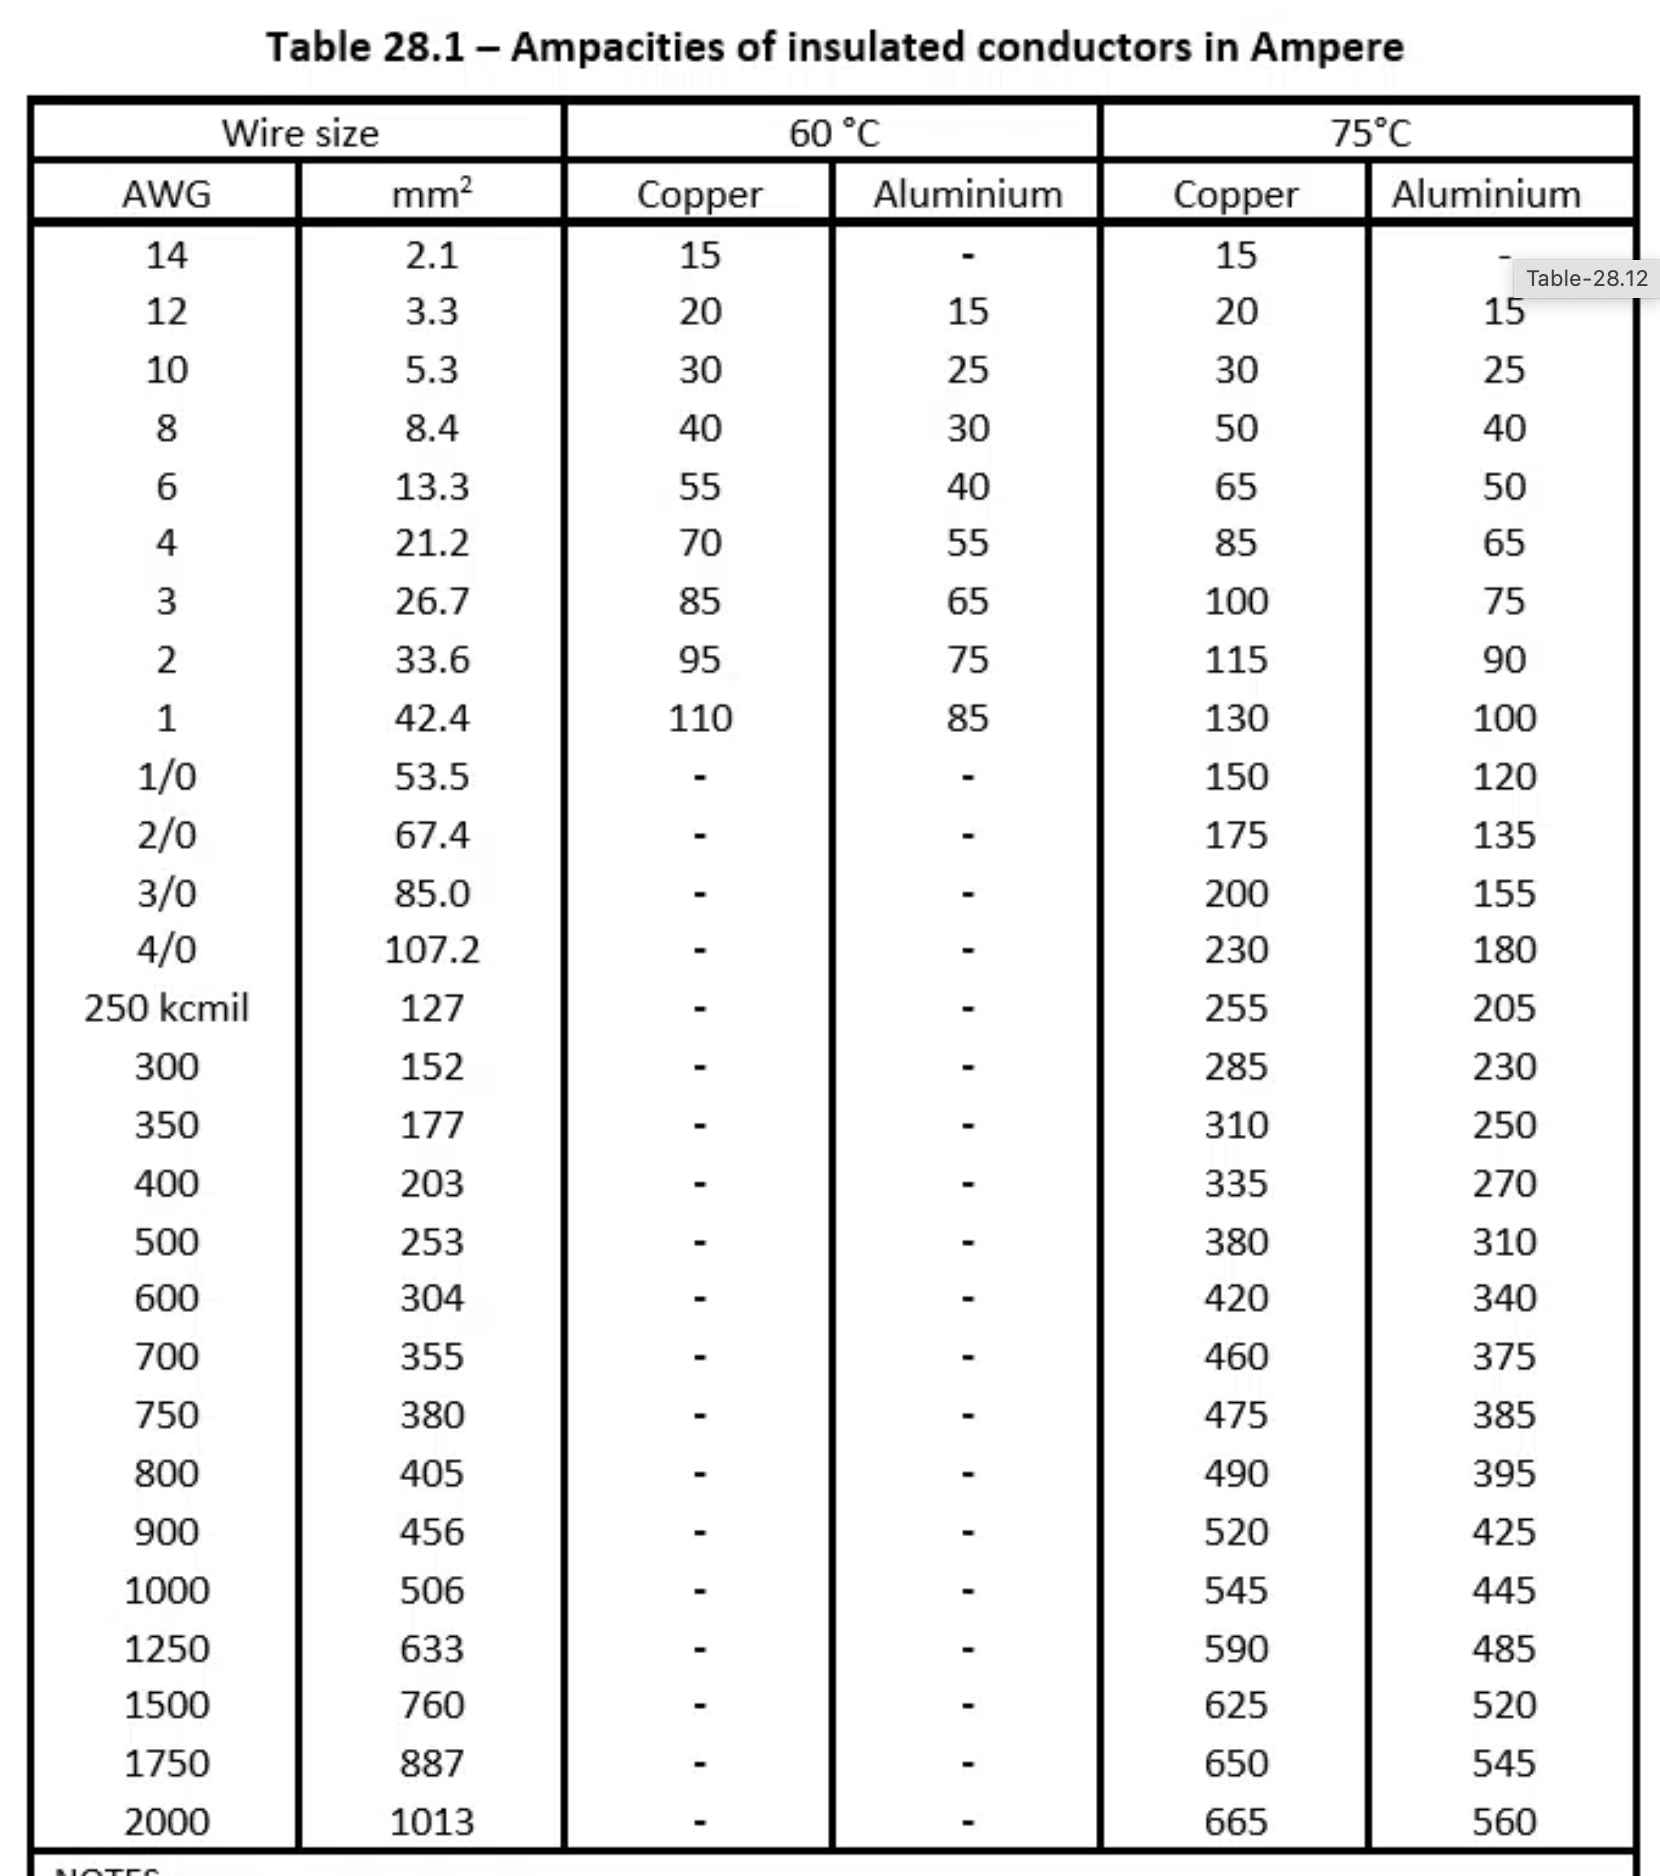 Table 28.1 – Ampacities of insulated conductors in Ampere
Wire size 60 °C 75°C
AWG mm² Copper Aluminium Copper Aluminium
14 2.1 15 - 15 -
Table-28.12
12 3.3 20 15 20 15
10 5.3 30 25 30 25
8 8.4 40 30 50 40
6 13.3 55 40 65 50
4 21.2 70 55 85 65
3 26.7 85 65 100 75
2 33.6 95 75 115 90
1 42.4 110 85 130 100
1/0 53.5 - - 150 120
2/0 67.4 - - 175 135
3/0 85.0 - - 200 155
4/0 107.2 - - 230 180
250 kcmil 127 - - 255 205
300 152 - - 285 230
350 177 - - 310 250
400 203 - - 335 270
500 253 - - 380 310
600 304 - - 420 340
700 355 - - 460 375
750 380 - - 475 385
800 405 - - 490 395
900 456 - - 520 425
1000 506 - - 545 445
1250 633 - - 590 485
1500 760 - - 625 520
1750 887 - - 650 545
2000 1013 - - 665 560
NOTES